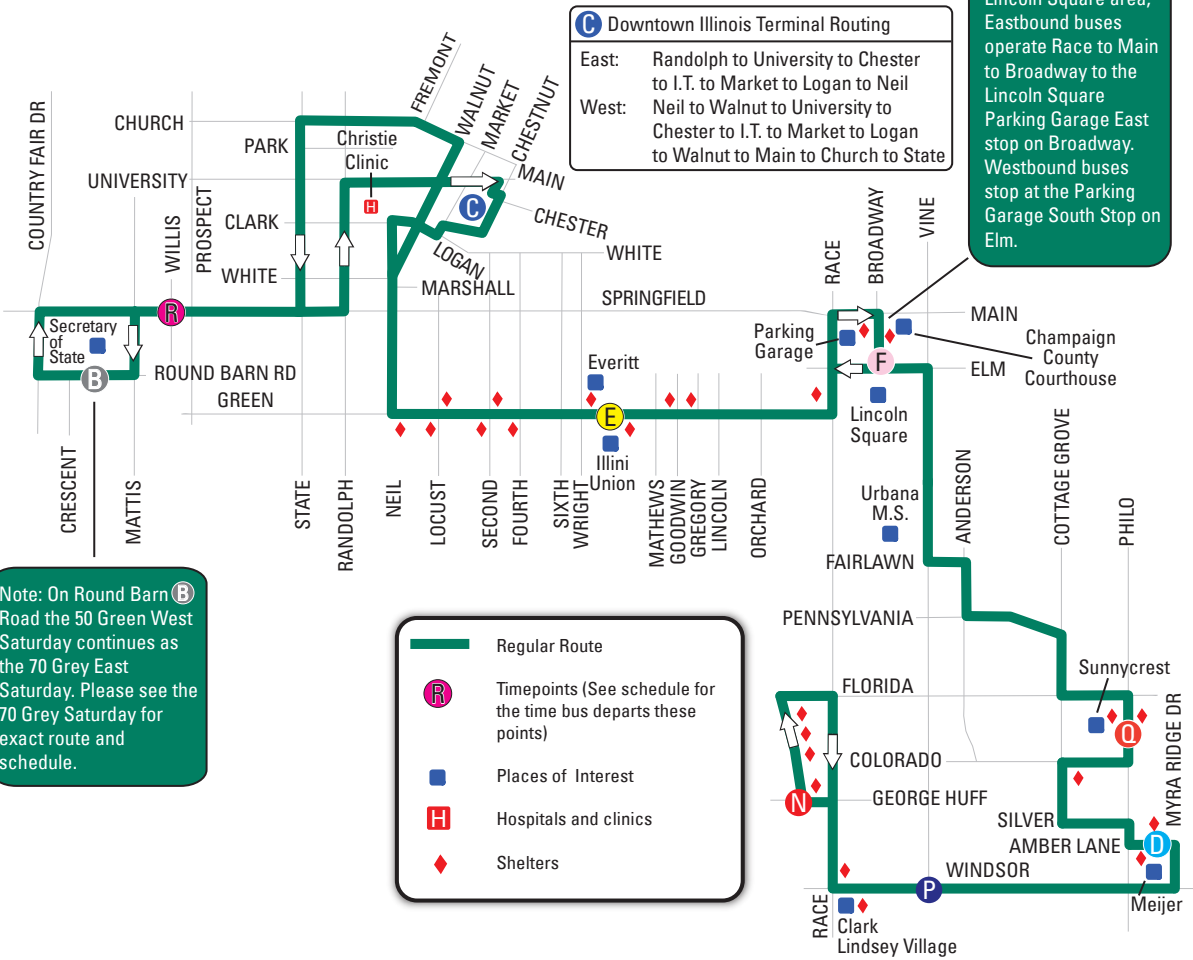 C Downtown Illinois Terminal Routing
East: Randolph to University to Chester
to I.T. to Market to Logan to Neil
West: Neil to Walnut to University to
Chester to I.T. to Market to Logan
to Walnut to Main to Church to State
Lincoln Square area,
Eastbound buses
operate Race to Main
to Broadway to the
Lincoln Square
Parking Garage East
stop on Broadway.
Westbound buses
stop at the Parking
Garage South Stop on
Elm.
COUNTRY FAIR DR
CHURCH
PARK
UNIVERSITY
WILLIS
PROSPECT
CLARK
WHITE
Christie
Clinic
H
FREMONT
WALNUT
MARKET
CHESTNUT
MAIN
C
CHESTER
LOGAN
WHITE
MARSHALL
SPRINGFIELD
RACE
BROADWAY
VINE
MAIN
Parking
Garage
Champaign
County
Courthouse
F
ELM
Lincoln
Square
R
Secretary
of
State
B
ROUND BARN RD
GREEN
Everitt
E
Illini
Union
CRESCENT
MATTIS
STATE
RANDOLPH
NEIL
LOCUST
SECOND
FOURTH
SIXTH
WRIGHT
MATHEWS
GOODWIN
GREGORY
LINCOLN
ORCHARD
Urbana
M.S.
ANDERSON
COTTAGE GROVE
PHILO
FAIRLAWN
PENNSYLVANIA
Sunnycrest
FLORIDA
Q
COLORADO
GEORGE HUFF
N
SILVER
AMBER LANE
D
MYRA RIDGE DR
WINDSOR
P
Meijer
RACE
Clark
Lindsey Village
Note: On Round Barn B
Road the 50 Green West
Saturday continues as
the 70 Grey East
Saturday. Please see the
70 Grey Saturday for
exact route and
schedule.
Regular Route
R Timepoints (See schedule for
the time bus departs these
points)
Places of Interest
H Hospitals and clinics
Shelters